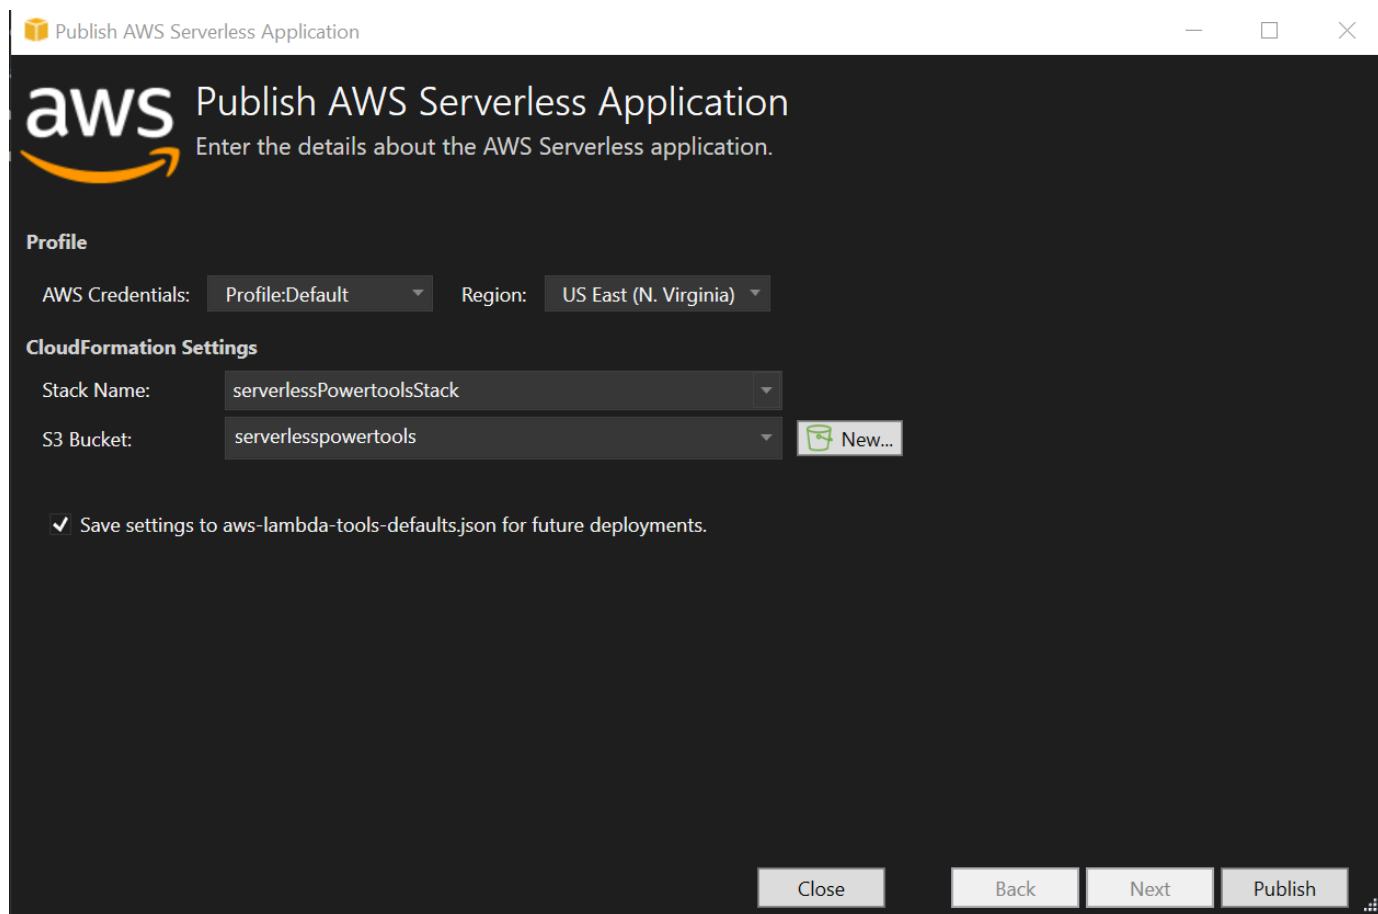 Publish AWS Serverless Application
aws
Publish AWS Serverless Application
Enter the details about the AWS Serverless application.
Profile
AWS Credentials: Profile:Default Region: US East (N. Virginia)
CloudFormation Settings
Stack Name: serverlessPowertoolsStack
S3 Bucket: serverlesspowertools New...
Save settings to aws-lambda-tools-defaults.json for future deployments.
Close Back Next Publish